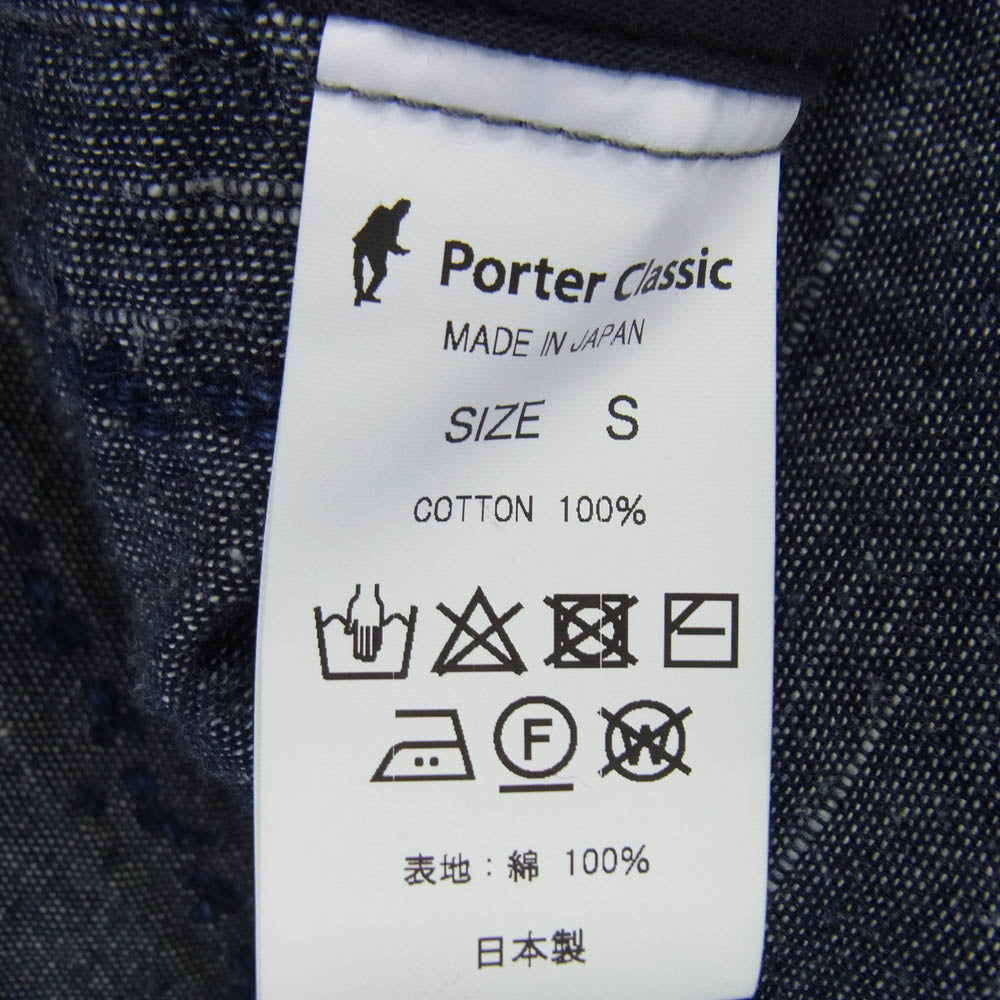 Porter Classic
MADE IN JAPAN
SIZE S
COTTON 100%
F W
表地：綿 100%
日本製